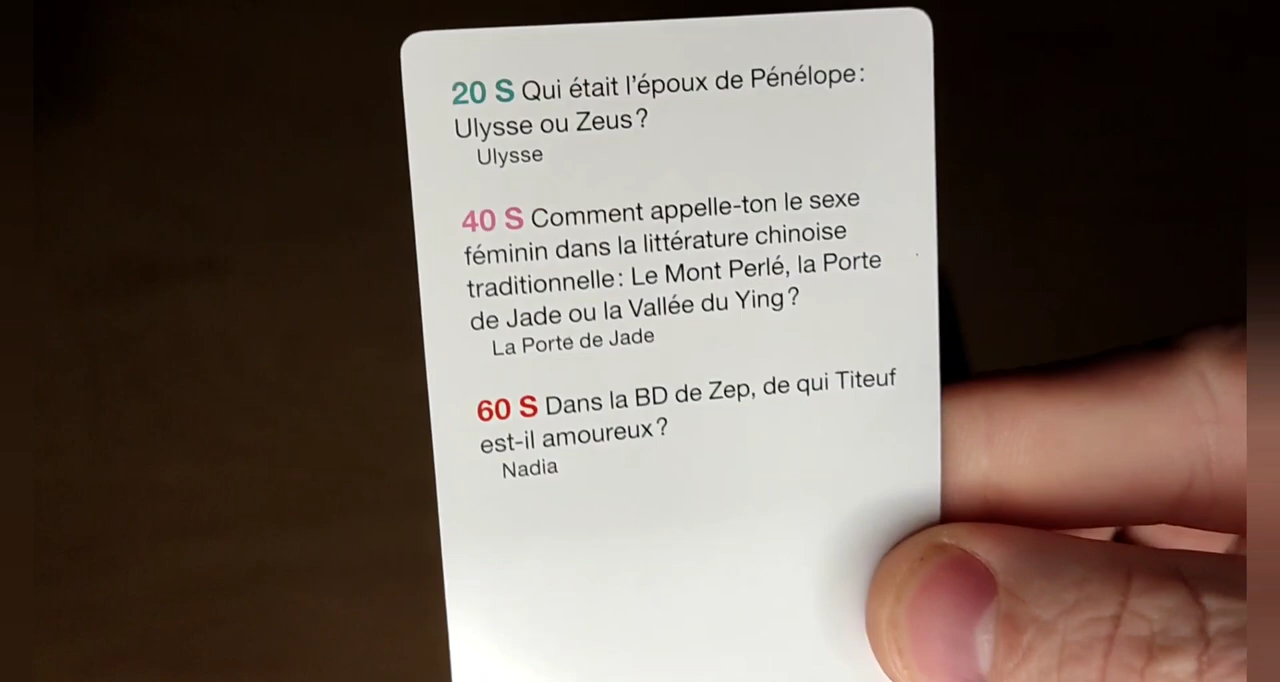 20 S Qui était l'époux de Pénélope :
Ulysse ou Zeus ?
Ulysse
40 S Comment appelle-ton le sexe
féminin dans la littérature chinoise
traditionnelle : Le Mont Perlé, la Porte
de Jade ou la Vallée du Ying ?
La Porte de Jade
60 S Dans la BD de Zep, de qui Titeuf
est-il amoureux ?
Nadia